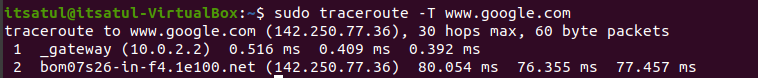 itsatul@itsatul-VirtualBox:~$ sudo traceroute -T www.google.com
traceroute to www.google.com (142.250.77.36), 30 hops max, 60 byte packets
1 _gateway (10.0.2.2) 0.516 ms 0.409 ms 0.392 ms
2 bom07s26-in-f4.1e100.net (142.250.77.36) 80.054 ms 76.355 ms 77.457 ms